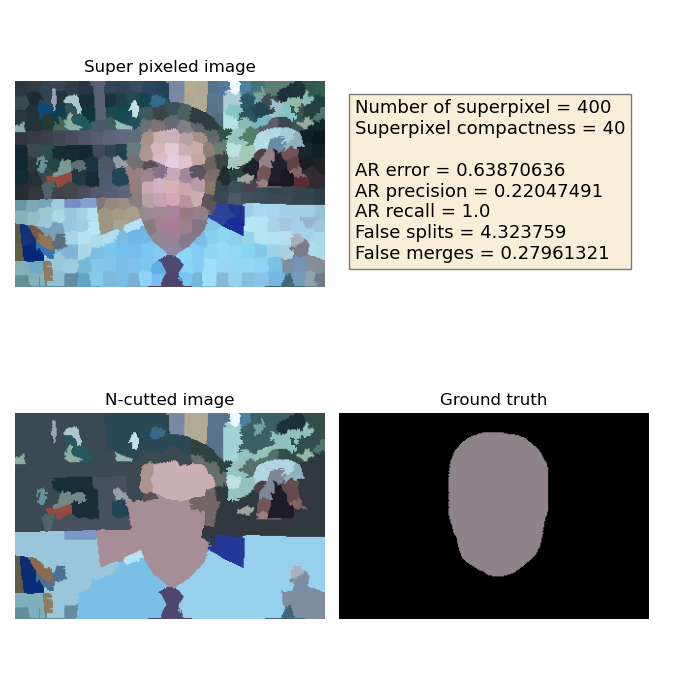 Super pixeled image
Number of superpixel = 400
Superpixel compactness = 40
AR error = 0.63870636
AR precision = 0.22047491
AR recall = 1.0
False splits = 4.323759
False merges = 0.27961321
N-cutted image
Ground truth